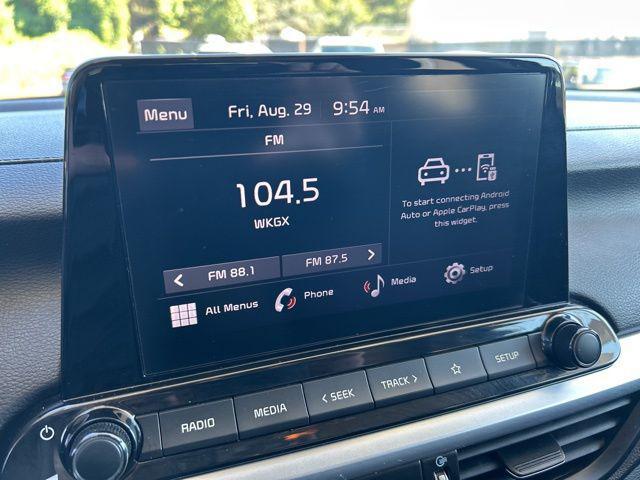 Menu
Fri, Aug. 29
9:54 AM
FM
104.5
WKGX
< FM 88.1
FM 87.5 >
To start connecting Android
Auto or Apple CarPlay, press
this widget.
All Menus
Phone
Media
Setup
RADIO
MEDIA
< SEEK
TRACK >
SETUP